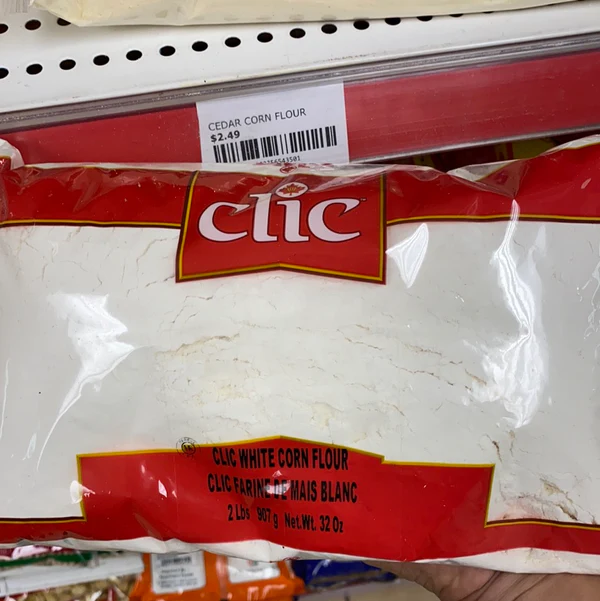 CEDAR CORN FLOUR
$2.49
clic
CLIC WHITE CORN FLOUR
CLIC FARINE DE MAIS BLANC
2 Lbs 907 g Net.Wt. 32 Oz